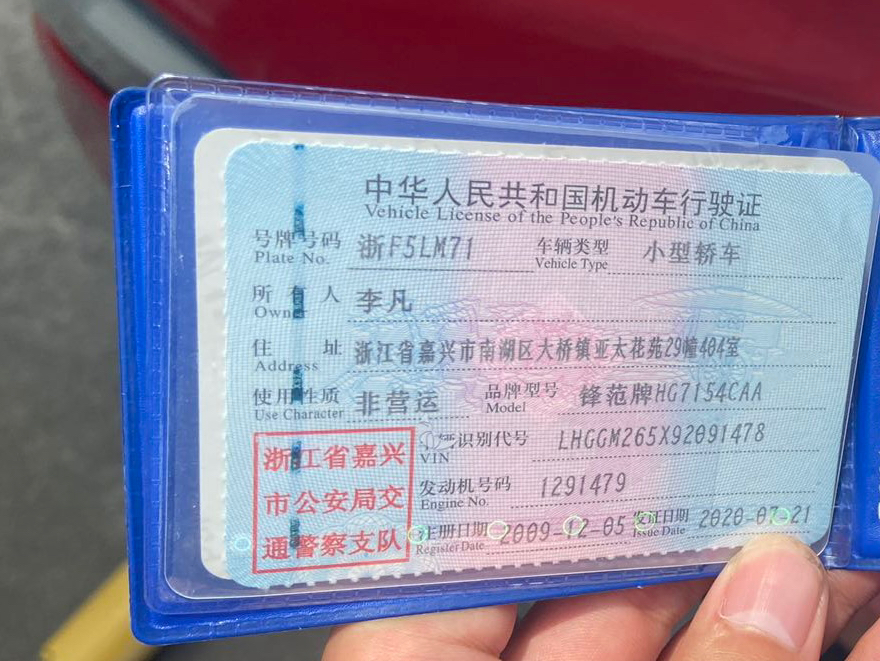 中华人民共和国机动车行驶证
Vehicle License of the People's Republic of China
号牌号码 浙F5LM71 车辆类型 小型轿车
Plate No. Vehicle Type
所有人 李凡
Owner
住址 浙江省嘉兴市南湖区大桥镇亚太花苑29幢404室
Address
使用性质 非营运 品牌型号 锋范牌HG7154CAA
Use Character Model
识别代号 LHGGM265X92091478
VIN
浙江省嘉兴
市公安局交
通警察支队
发动机号码 1291479
Engine No.
注册日期 2009-12-05 发证日期 2020-07-21
Register Date Issue Date